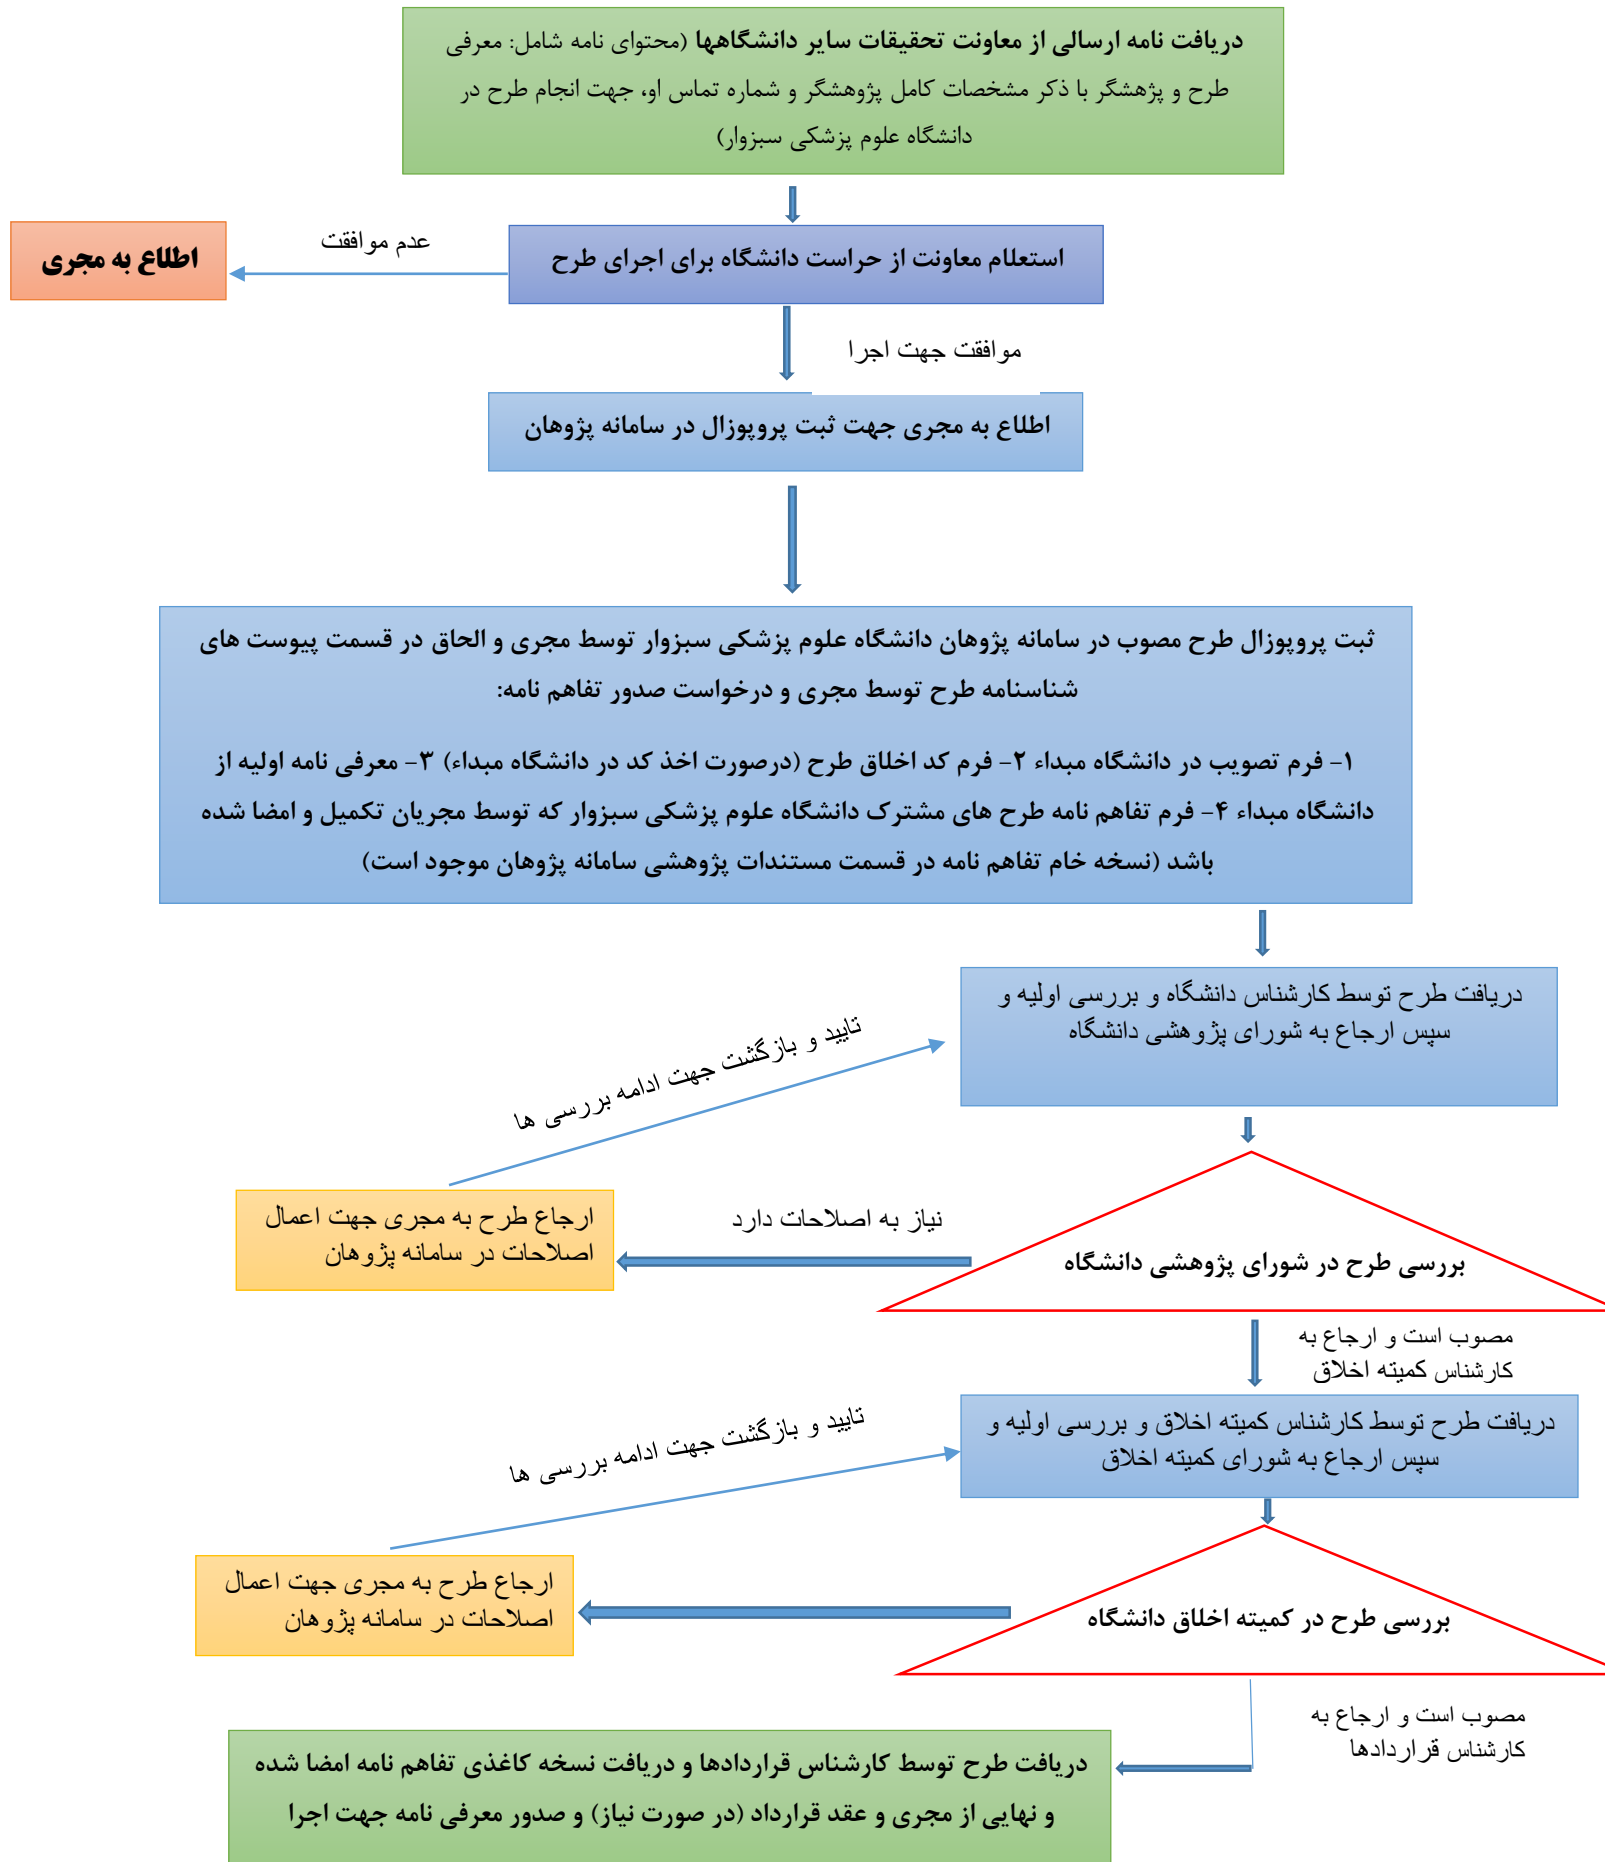 دریافت نامه ارسالی از معاونت تحقیقات سایر دانشگاهها (محتوای نامه شامل: معرفی
طرح و پژهشگر با ذکر مشخصات کامل پژوهشگر و شماره تماس او، جهت انجام طرح در
دانشگاه علوم پزشکی سبزوار)
استعلام معاونت از حراست دانشگاه برای اجرای طرح
عدم موافقت
اطلاع به مجری
موافقت جهت اجرا
اطلاع به مجری جهت ثبت پروپوزال در سامانه پژوهان
ثبت پروپوزال طرح مصوب در سامانه پژوهان دانشگاه علوم پزشکی سبزوار توسط مجری و الحاق در قسمت پیوست های
شناسنامه طرح توسط مجری و درخواست صدور تفاهم نامه:
۱- فرم تصویب در دانشگاه مبداء ۲- فرم کد اخلاق طرح (درصورت اخذ کد در دانشگاه مبداء) ۳- معرفی نامه اولیه از
دانشگاه مبداء ۴- فرم تفاهم نامه طرح های مشترک دانشگاه علوم پزشکی سبزوار که توسط مجریان تکمیل و امضا شده
باشد (نسخه خام تفاهم نامه در قسمت مستندات پژوهشی سامانه پژوهان موجود است)
دریافت طرح توسط کارشناس دانشگاه و بررسی اولیه و
سپس ارجاع به شورای پژوهشی دانشگاه
تایید و بازگشت جهت ادامه بررسی ها
بررسی طرح در شورای پژوهشی دانشگاه
نیاز به اصلاحات دارد
ارجاع طرح به مجری جهت اعمال
اصلاحات در سامانه پژوهان
مصوب است و ارجاع به
کارشناس کمیته اخلاق
دریافت طرح توسط کارشناس کمیته اخلاق و بررسی اولیه و
سپس ارجاع به شورای کمیته اخلاق
تایید و بازگشت جهت ادامه بررسی ها
بررسی طرح در کمیته اخلاق دانشگاه
ارجاع طرح به مجری جهت اعمال
اصلاحات در سامانه پژوهان
مصوب است و ارجاع به
کارشناس قراردادها
دریافت طرح توسط کارشناس قراردادها و دریافت نسخه کاغذی تفاهم نامه امضا شده
و نهایی از مجری و عقد قرارداد (در صورت نیاز) و صدور معرفی نامه جهت اجرا